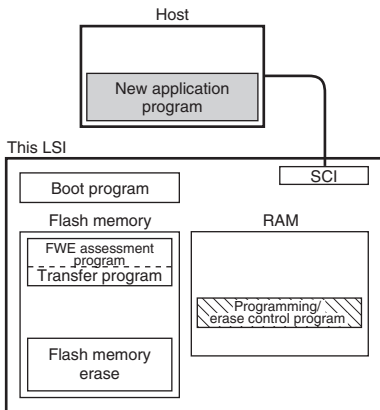 Host
New application
program
This LSI
SCI
Boot program
Flash memory
RAM
FWE assessment
program
Transfer program
Programming/
erase control program
Flash memory
erase